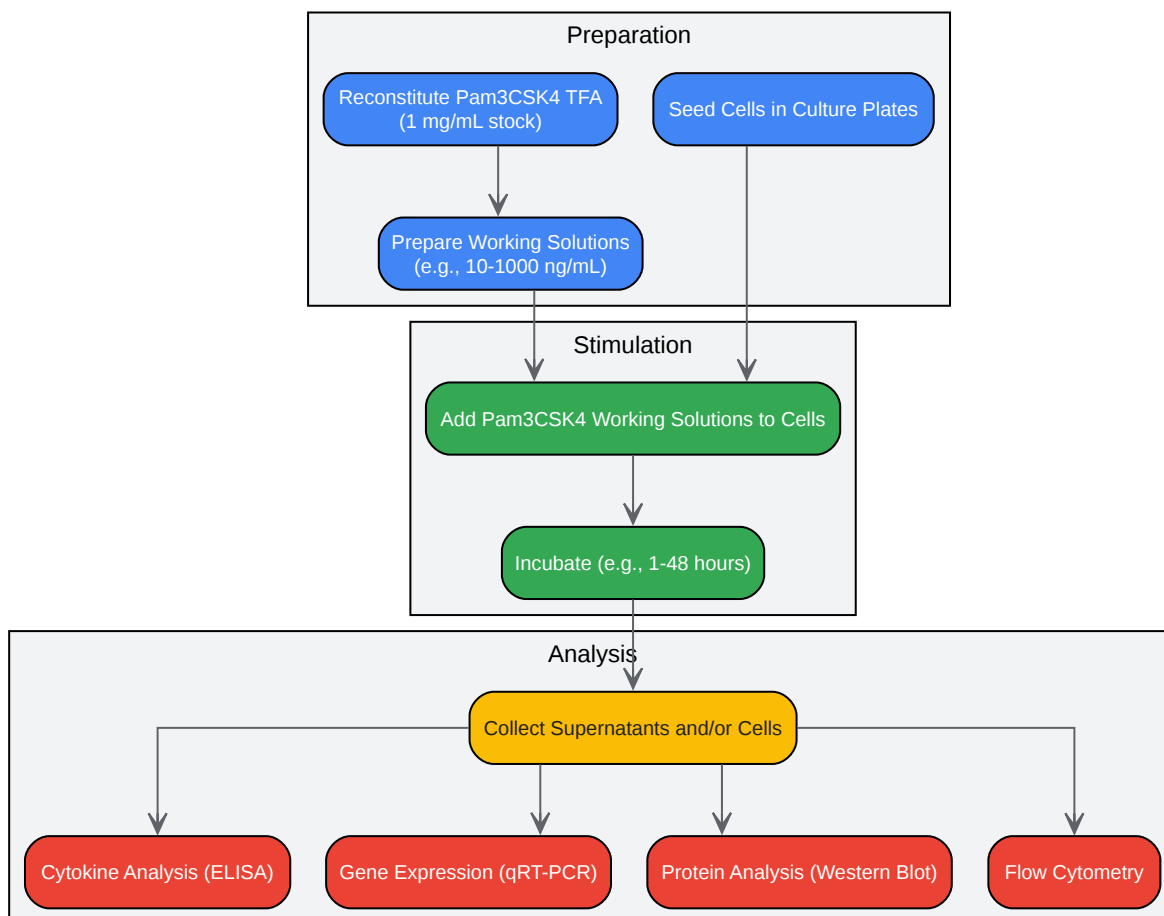 Preparation
Reconstitute Pam3CSK4 TFA
(1 mg/mL stock)
Seed Cells in Culture Plates
Prepare Working Solutions
(e.g., 10-1000 ng/mL)
Stimulation
Add Pam3CSK4 Working Solutions to Cells
Incubate (e.g., 1-48 hours)
Analysis
Collect Supernatants and/or Cells
Cytokine Analysis (ELISA)
Gene Expression (qRT-PCR)
Protein Analysis (Western Blot)
Flow Cytometry